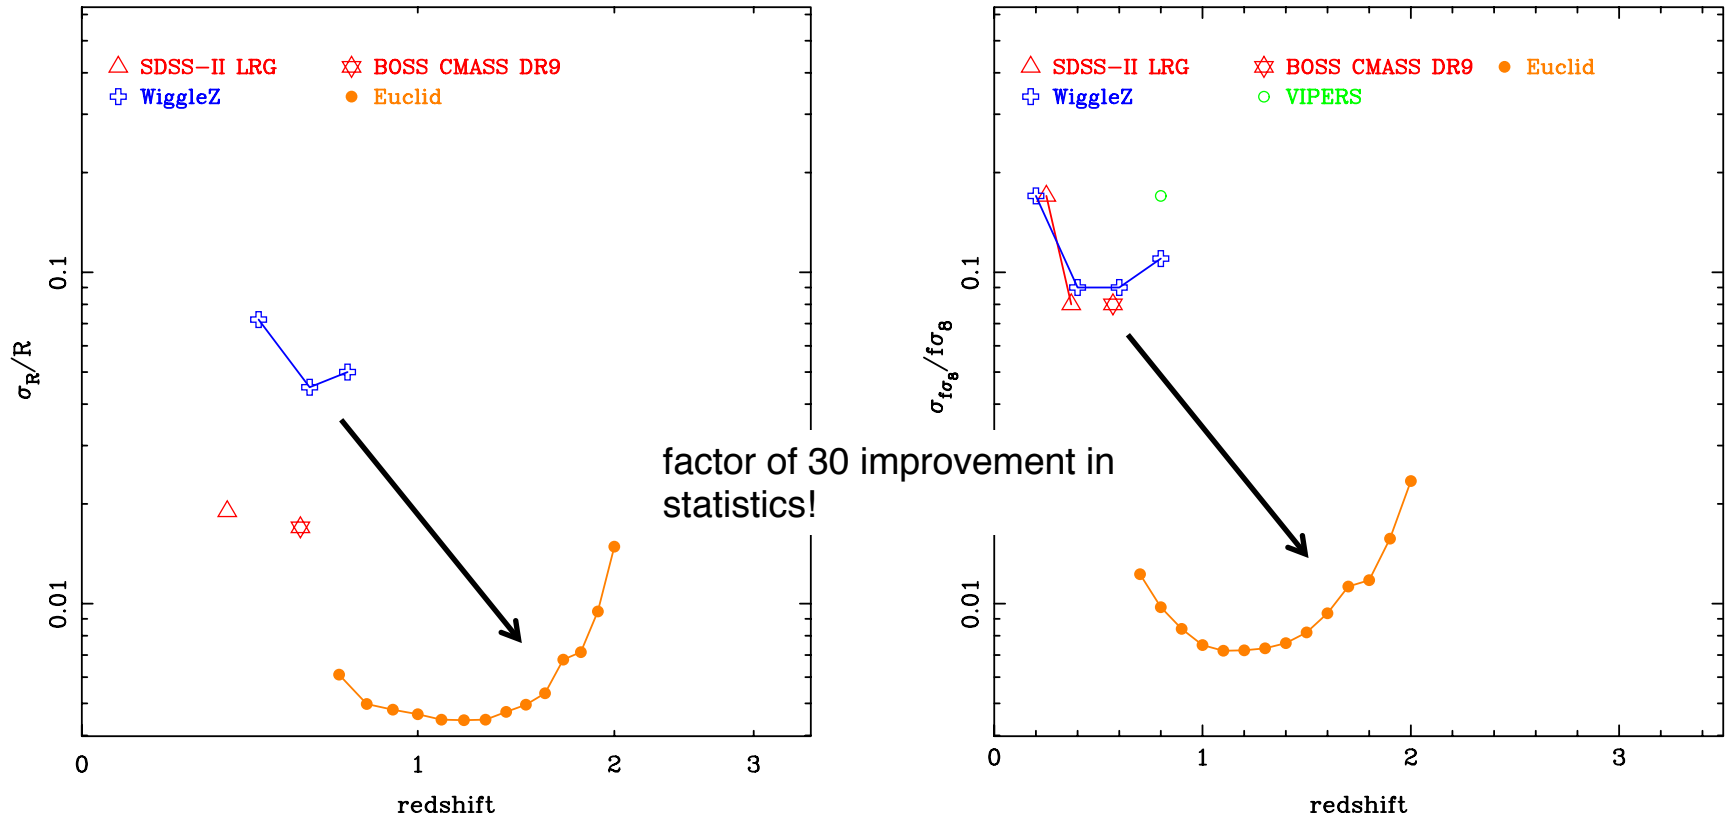 SDSS-II LRG BOSS CMASS DR9
WiggleZ Euclid
0.1
0.01
σ_R/R
0 1 2 3
redshift
SDSS-II LRG BOSS CMASS DR9 Euclid
WiggleZ VIPERS
0.1
0.01
σ_fσ₈/fσ₈
0 1 2 3
redshift
factor of 30 improvement in
statistics!